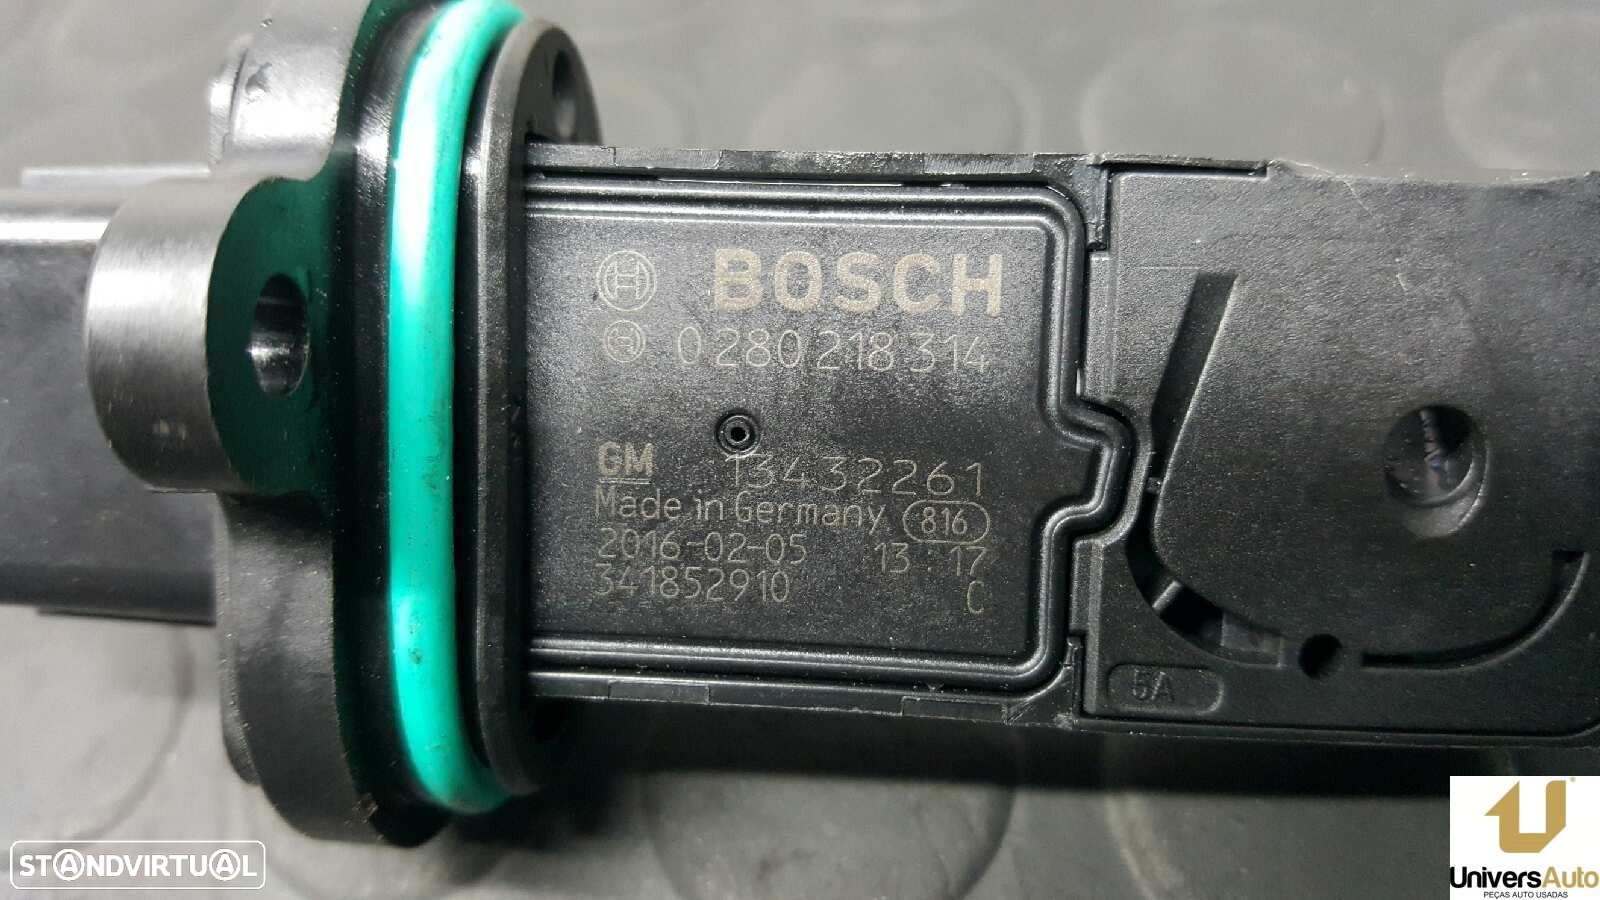 BOSCH
0 280 218 314
GM 13432261
Made in Germany 816
2016-02-05 13:17
341852910 C
5A
STANDVIRTUAL
UniversAuto
PEÇAS AUTO USADAS